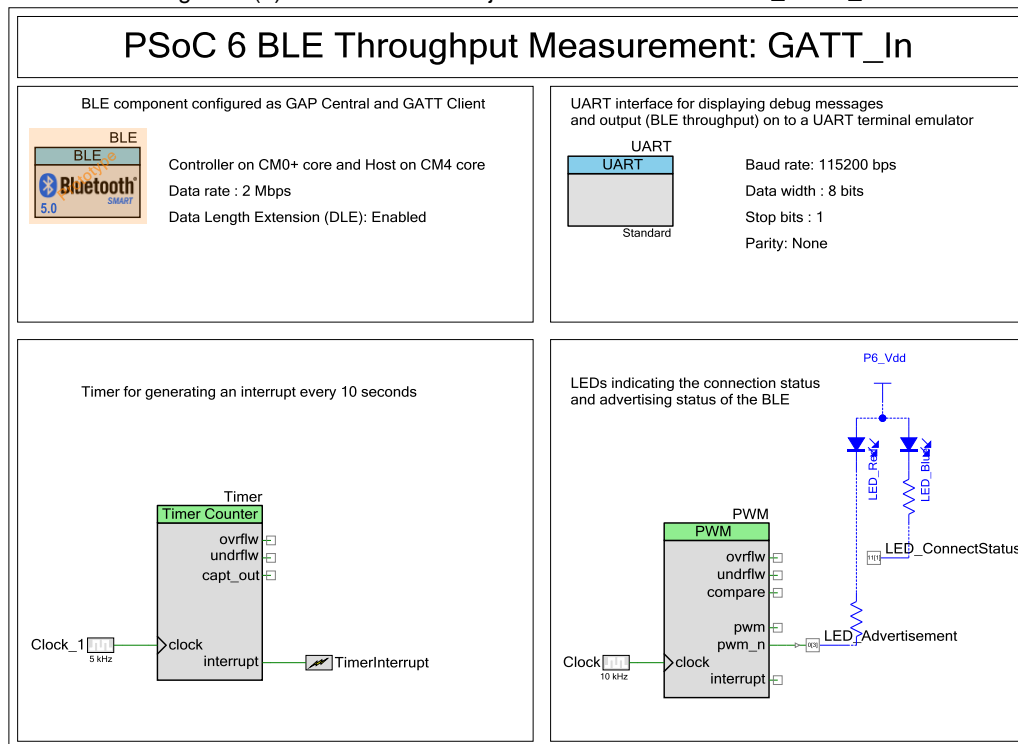 PSoC 6 BLE Throughput Measurement: GATT_In
BLE component configured as GAP Central and GATT Client
BLE
BLE
Prototype
Bluetooth
SMART
5.0
Controller on CM0+ core and Host on CM4 core
Data rate : 2 Mbps
Data Length Extension (DLE): Enabled
UART interface for displaying debug messages
and output (BLE throughput) on to a UART terminal emulator
UART
UART
Standard
Baud rate: 115200 bps
Data width : 8 bits
Stop bits : 1
Parity: None
Timer for generating an interrupt every 10 seconds
Timer
Timer Counter
ovrflw
undrflw
capt_out
Clock_1
5 kHz
clock
interrupt
TimerInterrupt
LEDs indicating the connection status
and advertising status of the BLE
P6_Vdd
LED_Red
LED_Blue
PWM
PWM
ovrflw
undrflw
compare
pwm
pwm_n
Clock
10 kHz
clock
interrupt
11[1]
LED_ConnectStatus
0[3]
LED_Advertisement